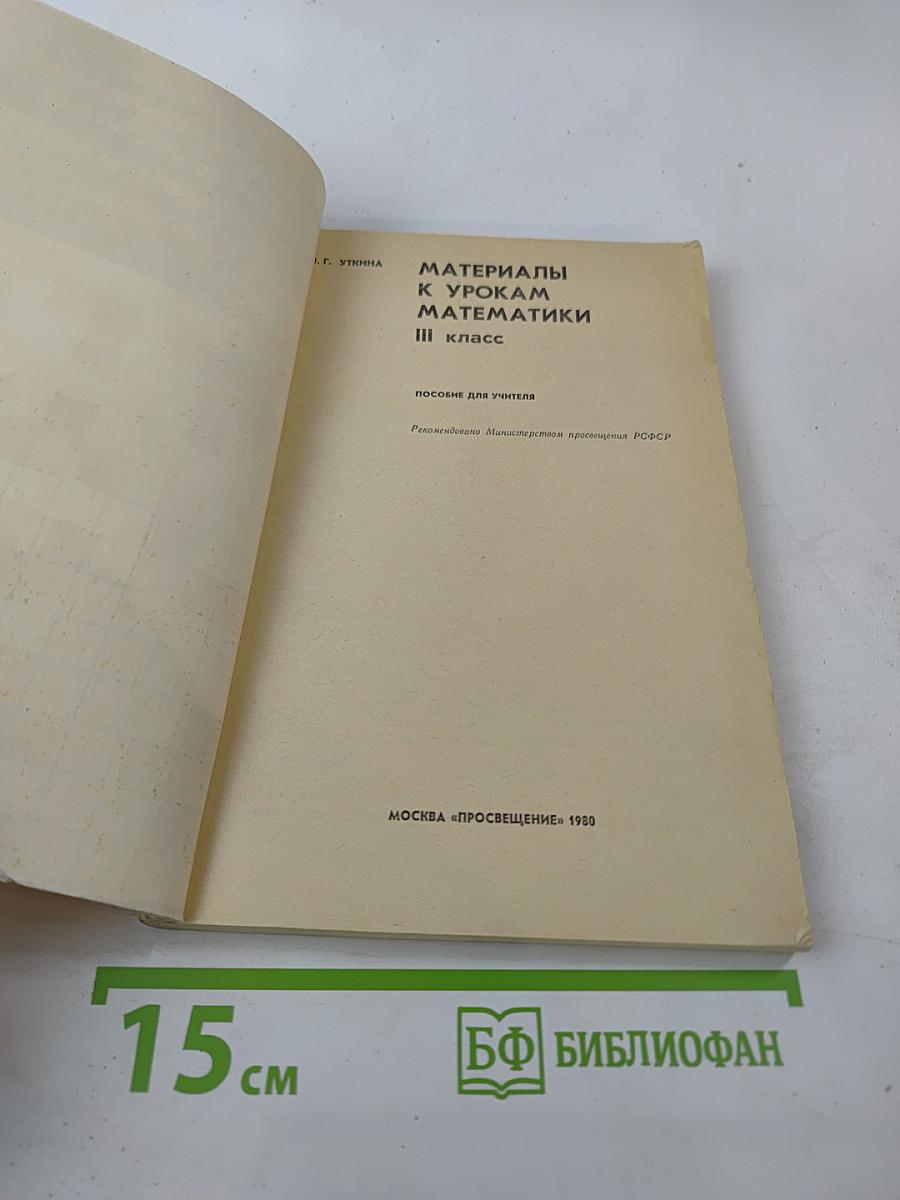 Г. УТКИНА
МАТЕРИАЛЫ
К УРОКАМ
МАТЕМАТИКИ
III класс
ПОСОБИЕ ДЛЯ УЧИТЕЛЯ
Рекомендовано Министерством просвещения РСФСР
МОСКВА «ПРОСВЕЩЕНИЕ» 1980
15 см
БФ БИБЛИОФАН